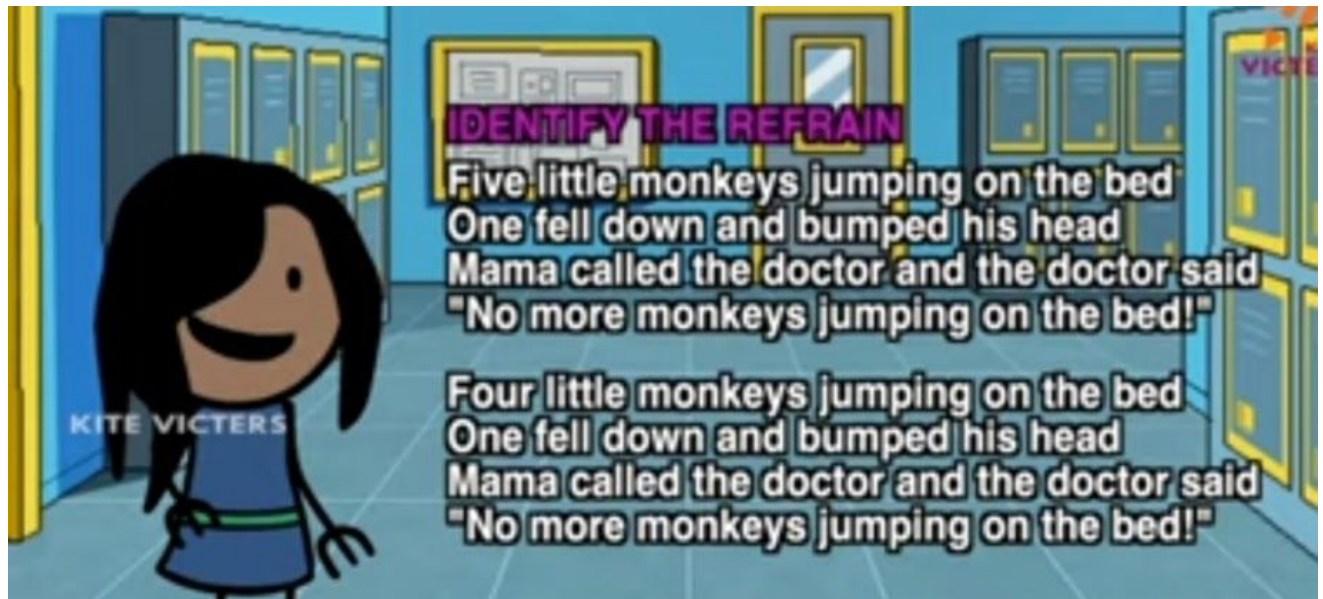 VICTE
IDENTIFY THE REFRAIN
Five little monkeys jumping on the bed
One fell down and bumped his head
Mama called the doctor and the doctor said
"No more monkeys jumping on the bed!"
Four little monkeys jumping on the bed
One fell down and bumped his head
Mama called the doctor and the doctor said
"No more monkeys jumping on the bed!"
KITE VICTERS